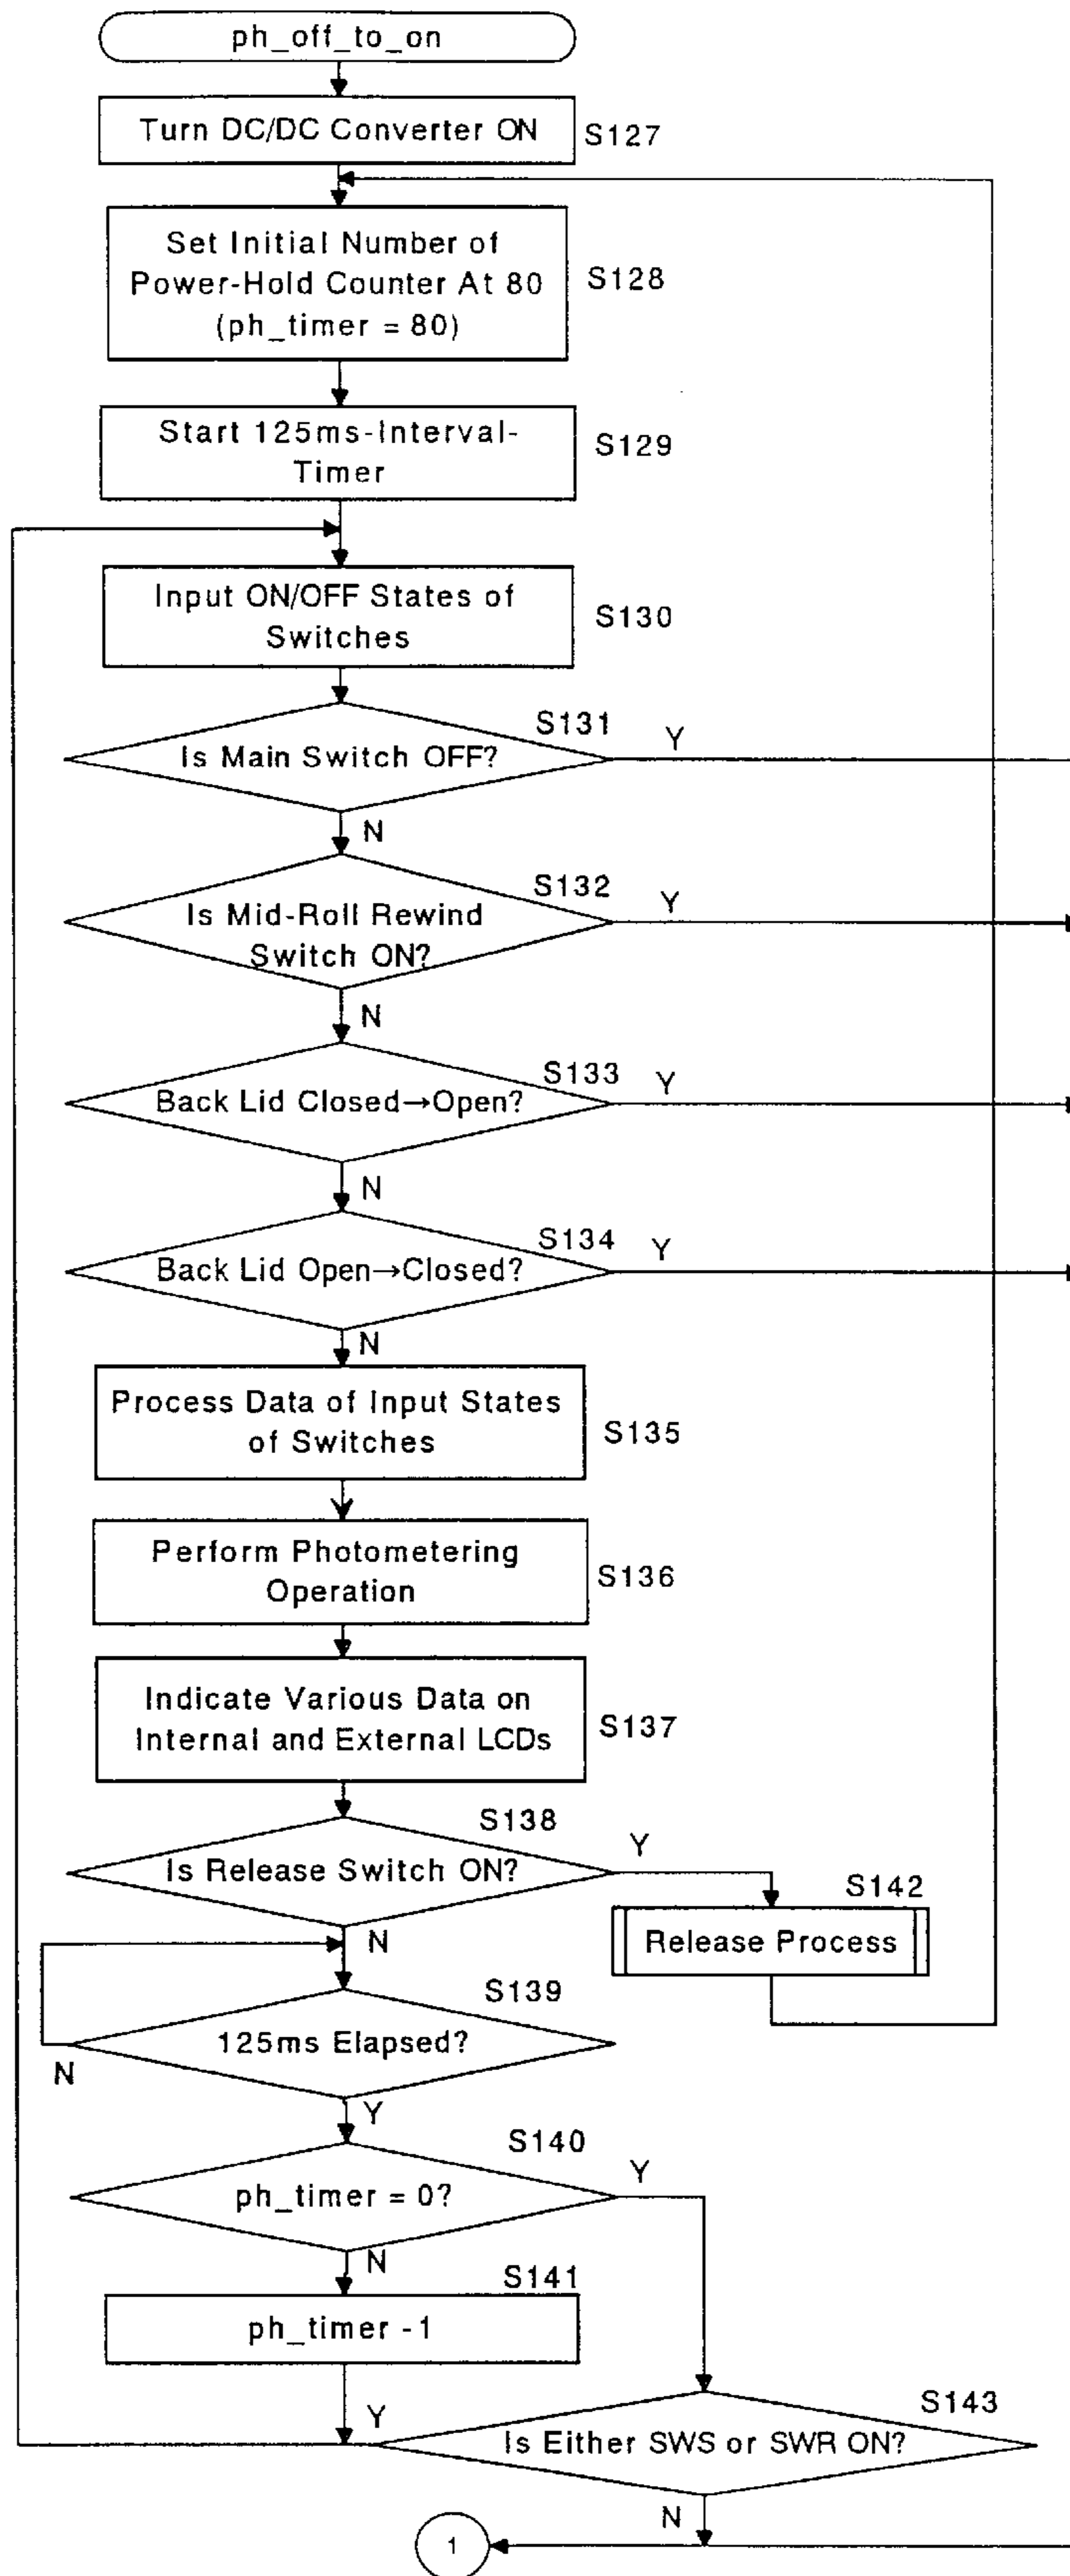 ph_off_to_on
Turn DC/DC Converter ON
S127
Set Initial Number of
Power-Hold Counter At 80
(ph_timer = 80)
S128
Start 125ms-Interval-
Timer
S129
Input ON/OFF States of
Switches
S130
S131
Y
Is Main Switch OFF?
N
S132
Y
Is Mid-Roll Rewind
Switch ON?
N
S133
Y
Back Lid Closed→Open?
N
S134
Y
Back Lid Open→Closed?
N
Process Data of Input States
of Switches
S135
Perform Photometering
Operation
S136
Indicate Various Data on
Internal and External LCDs
S137
S138
Y
Is Release Switch ON?
S142
Release Process
N
S139
125ms Elapsed?
N
Y
S140
Y
ph_timer = 0?
N
S141
ph_timer -1
Y
S143
Is Either SWS or SWR ON?
N
1